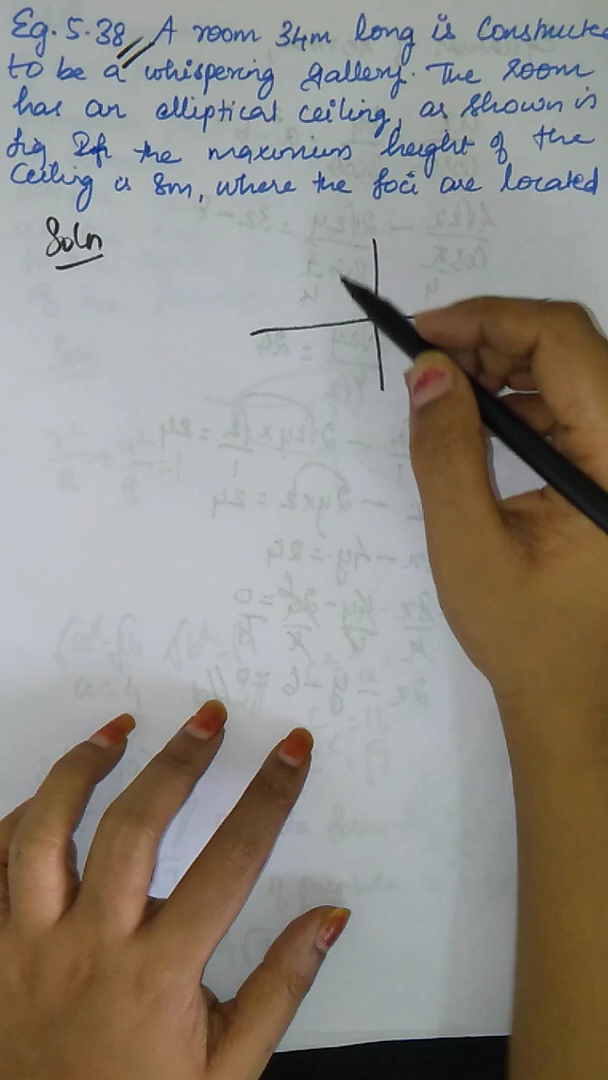 Eg. 5.38 A room 34m long is Constructe
to be a whispering gallery. The room
has an elliptical ceiling, as shown in
fig If the maximum height of the
Ceiling is 8m, where the foci are located
Soln